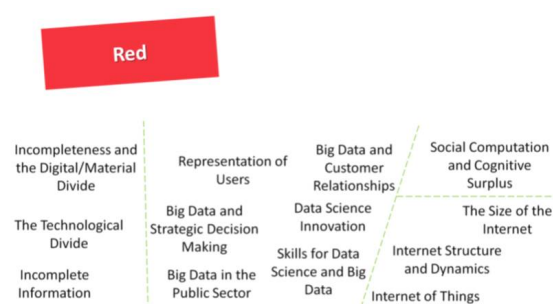 Red
Incompleteness and
the Digital/Material
Divide
The Technological
Divide
Incomplete
Information
Representation of
Users
Big Data and
Strategic Decision
Making
Big Data in the
Public Sector
Big Data and
Customer
Relationships
Data Science
Innovation
Skills for Data
Science and Big
Data
Social Computation
and Cognitive
Surplus
The Size of the
Internet
Internet Structure
and Dynamics
Internet of Things